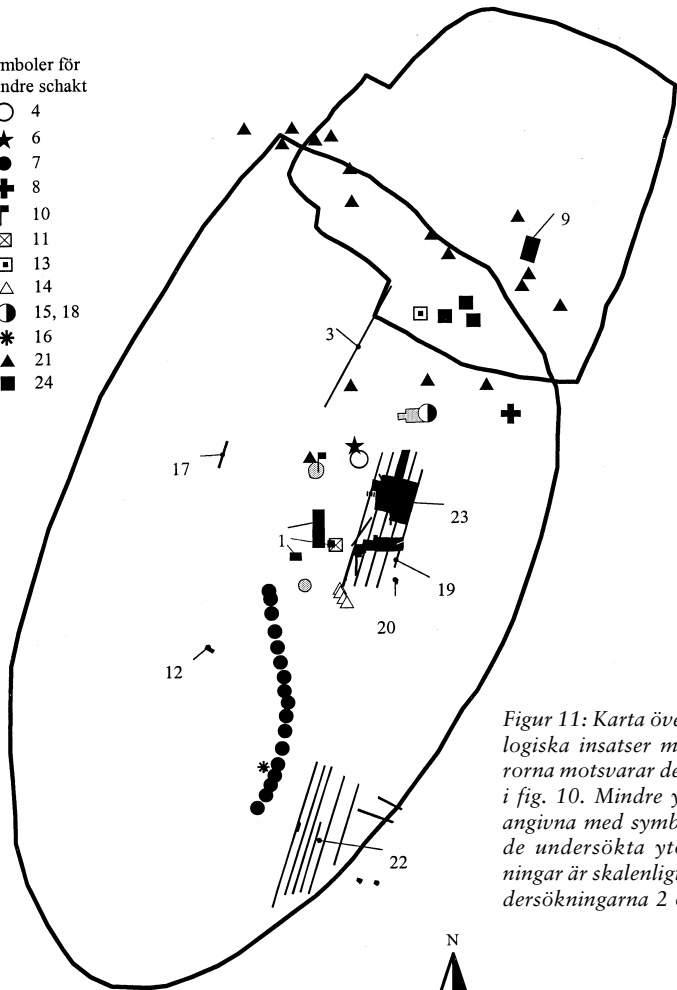 mboler för
ndre schakt
4
6
7
8
10
11
13
14
15, 18
16
21
24
9
3
17
23
1
19
20
12
22
Figur 11: Karta öve
logiska insatser m
rorna motsvarar de
i fig. 10. Mindre y
angivna med symb
de undersökta yt
ningar är skalenlig
dersökningarna 2
N